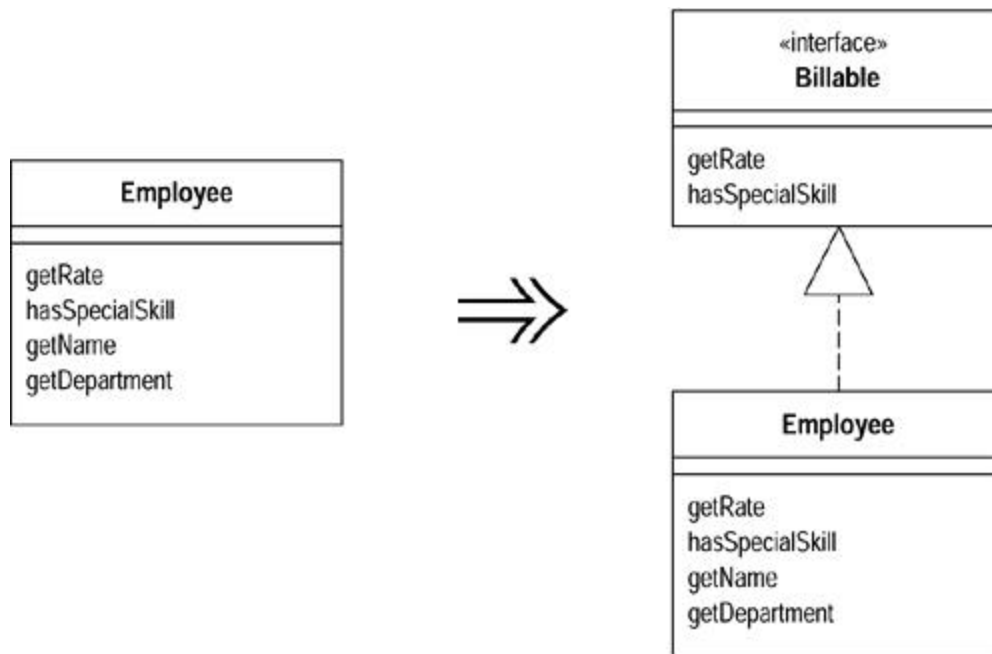 Employee
getRate
hasSpecialSkill
getName
getDepartment
«interface»
Billable
getRate
hasSpecialSkill
Employee
getRate
hasSpecialSkill
getName
getDepartment